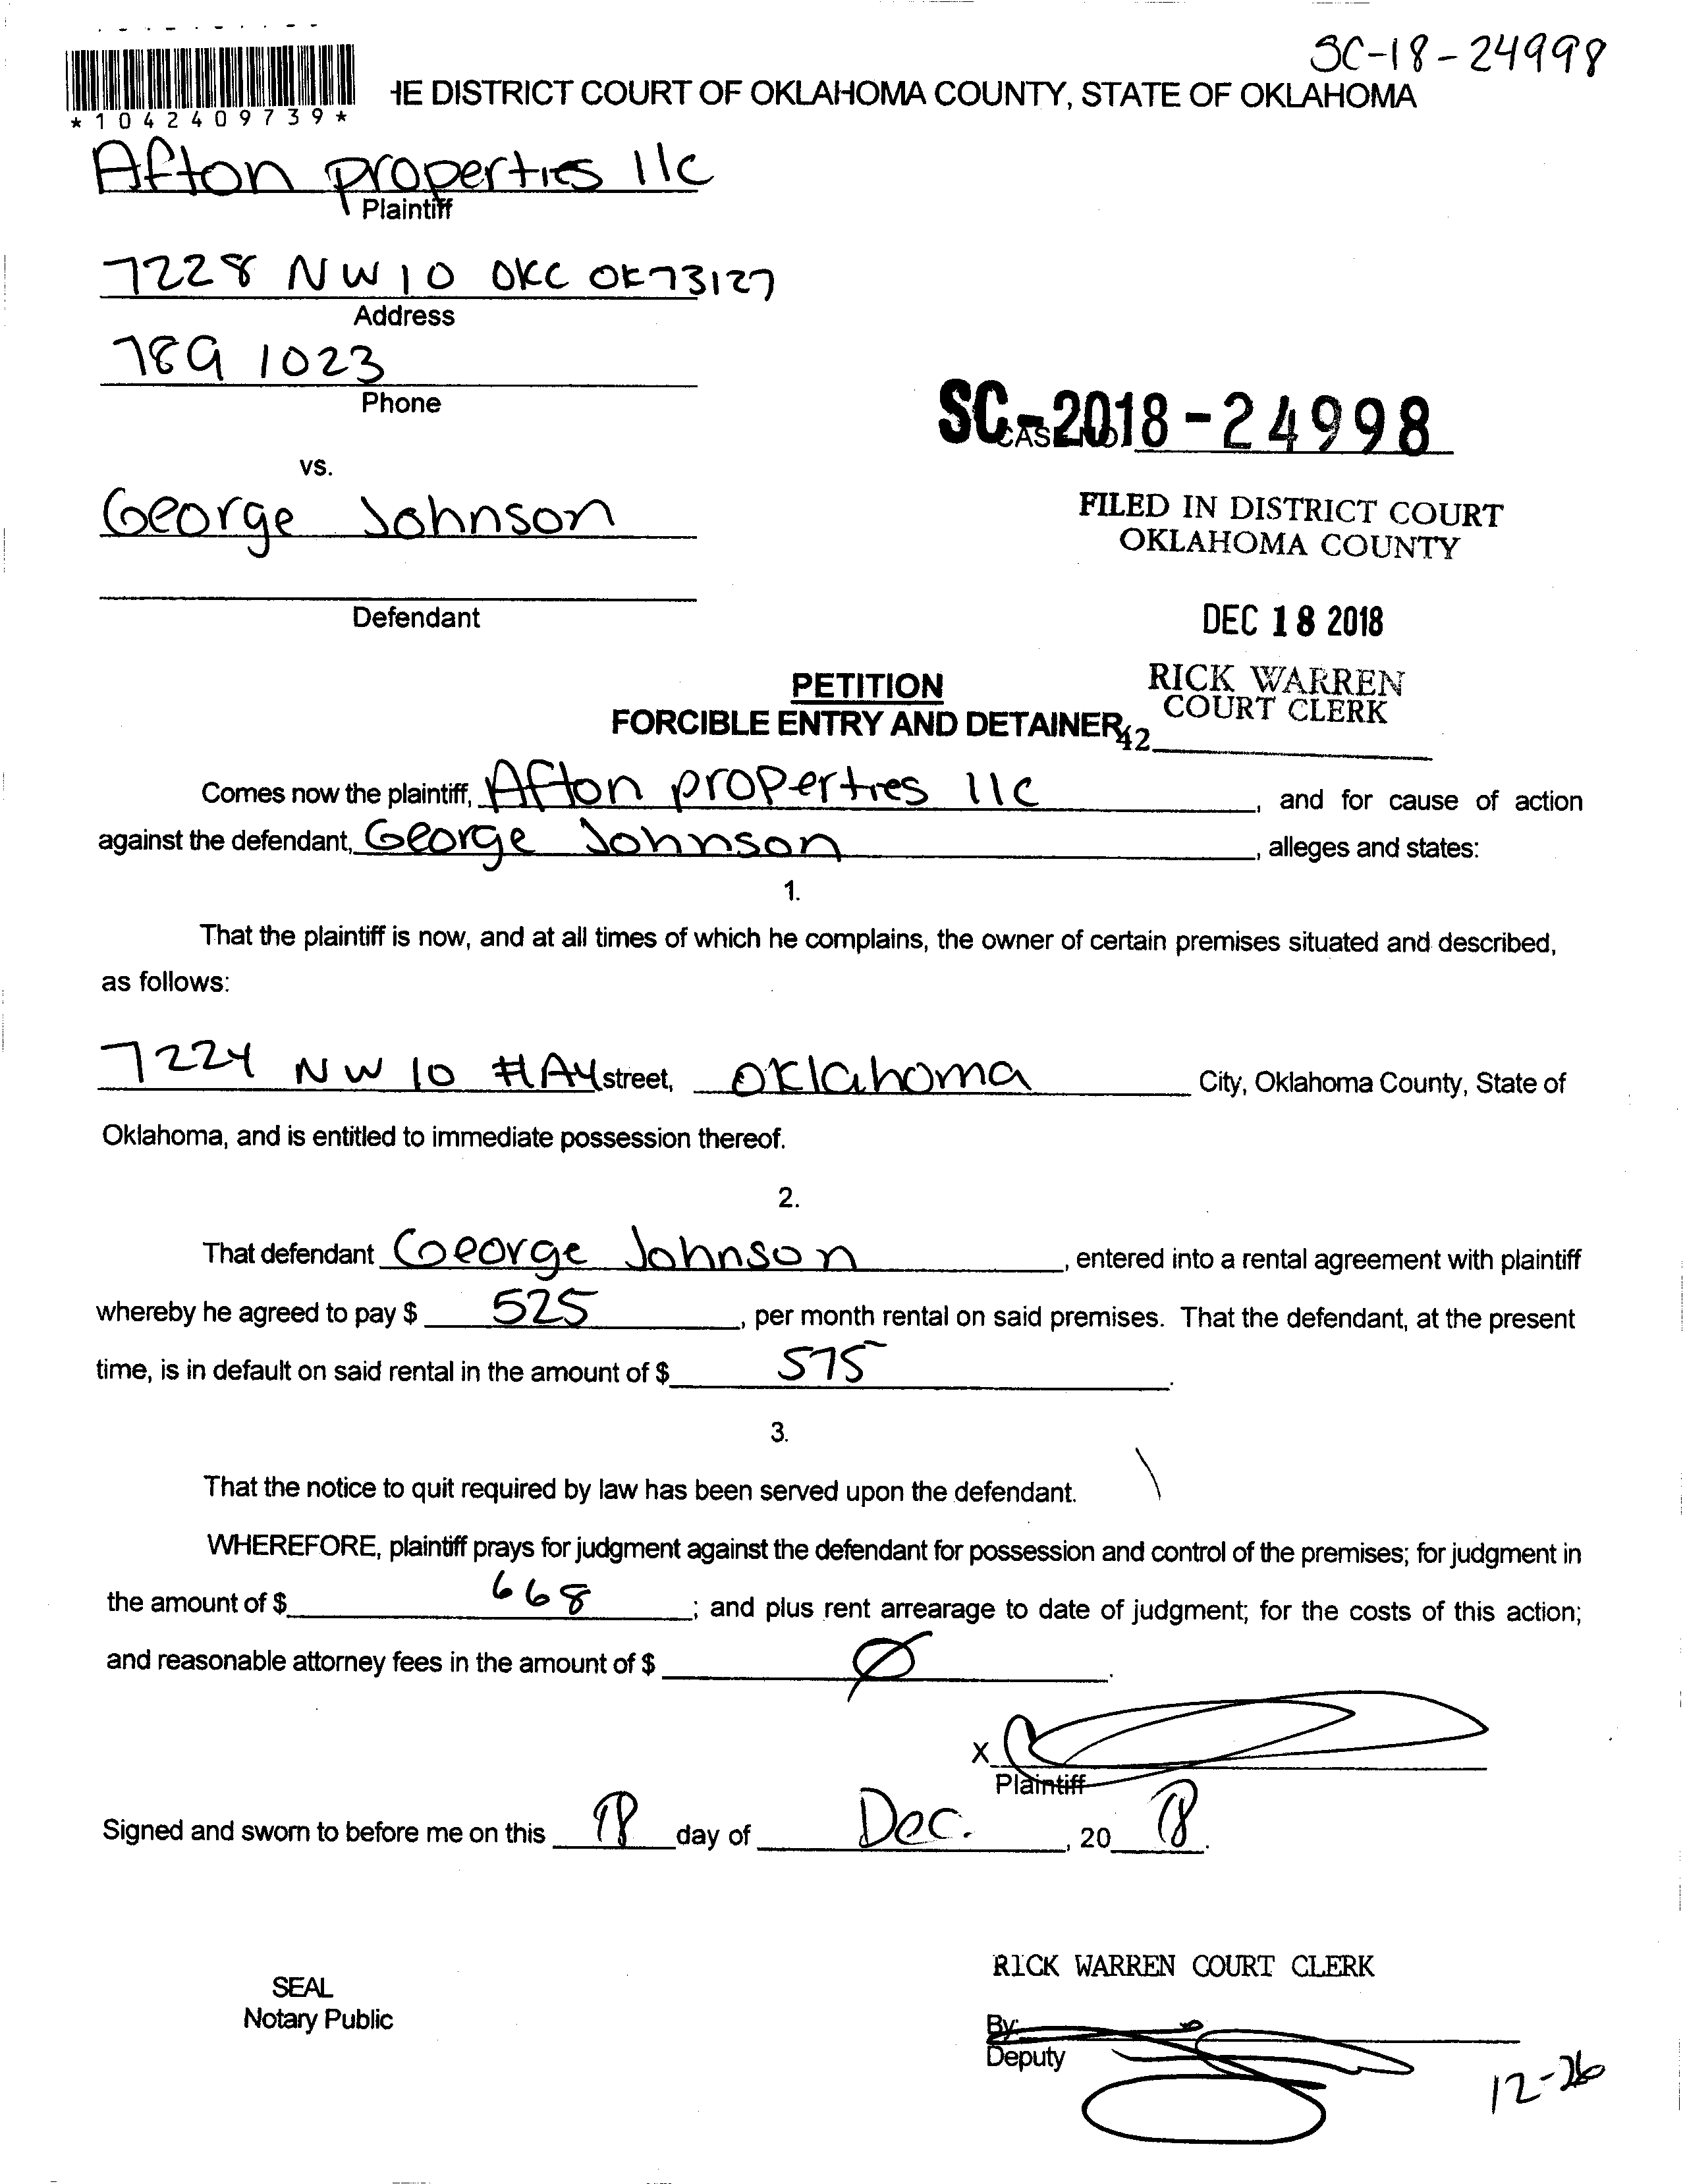 SC-18-24998
HE DISTRICT COURT OF OKLAHOMA COUNTY, STATE OF OKLAHOMA
*1042409739*
Afton properties llc
Plaintiff
7228 NW 10 OKC OK 73127
Address
789 1023
Phone
SC-2018-24998
vs.
George Johnson
FILED IN DISTRICT COURT
OKLAHOMA COUNTY
Defendant
DEC 18 2018
PETITION
FORCIBLE ENTRY AND DETAINER
RICK WARREN
COURT CLERK
42
Comes now the plaintiff, Afton properties llc, and for cause of action
against the defendant, George Johnson, alleges and states:
1.
That the plaintiff is now, and at all times of which he complains, the owner of certain premises situated and described,
as follows:
7224 NW 10 #A4 street, Oklahoma City, Oklahoma County, State of
Oklahoma, and is entitled to immediate possession thereof.
2.
That defendant George Johnson, entered into a rental agreement with plaintiff
whereby he agreed to pay $ 525, per month rental on said premises. That the defendant, at the present
time, is in default on said rental in the amount of $ 575.
3.
That the notice to quit required by law has been served upon the defendant.
WHEREFORE, plaintiff prays for judgment against the defendant for possession and control of the premises; for judgment in
the amount of $ 668; and plus rent arrearage to date of judgment; for the costs of this action;
and reasonable attorney fees in the amount of $ Ø.
X
Plaintiff
Signed and sworn to before me on this 18 day of Dec., 20 18.
SEAL
Notary Public
RICK WARREN COURT CLERK
By:
Deputy
12-26